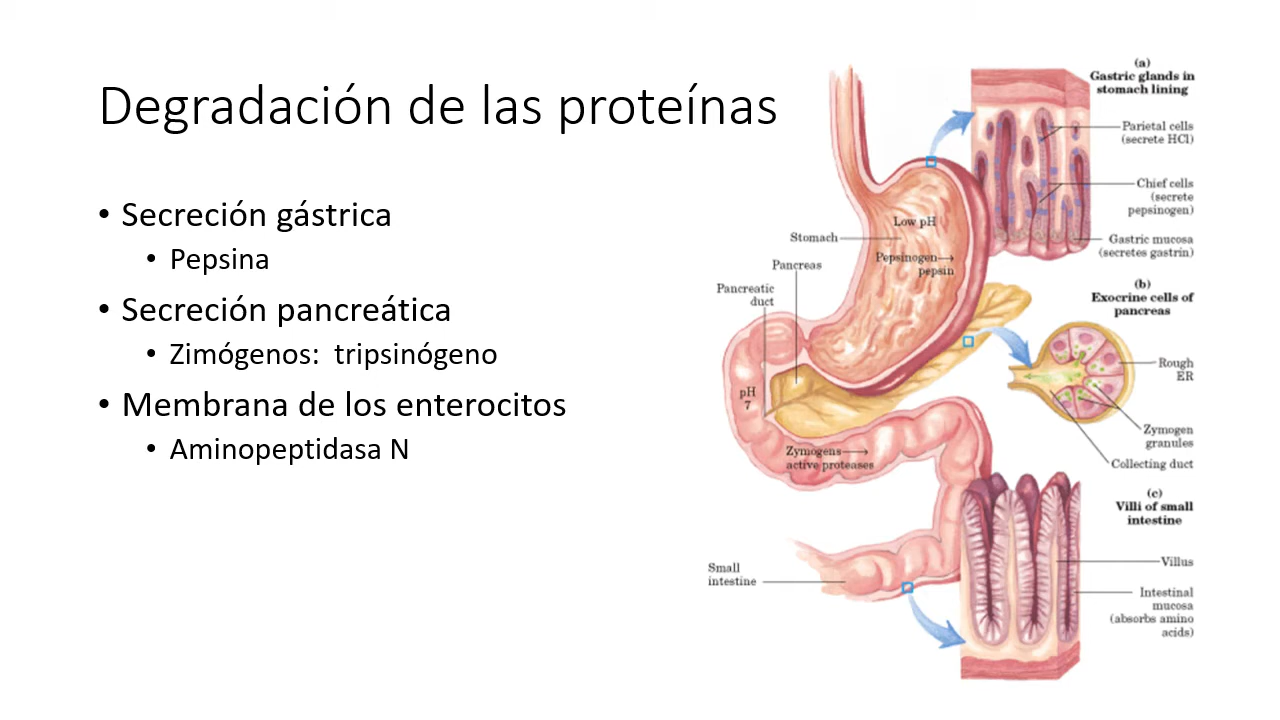 Degradación de las proteínas
• Secreción gástrica
• Pepsina
• Secreción pancreática
• Zimógenos: tripsinógeno
• Membrana de los enterocitos
• Aminopeptidasa N
(a)
Gastric glands in
stomach lining
Parietal cells
(secrete HCl)
Chief cells
(secrete
pepsinogen)
Gastric mucosa
(secretes gastrin)
Low pH
Stomach
Pepsinogen→
pepsin
Pancreas
Pancreatic
duct
pH
7
Zymogens→
active proteases
(b)
Exocrine cells of
pancreas
Rough
ER
Zymogen
granules
Collecting duct
(c)
Villi of small
intestine
Small
intestine
Villus
Intestinal
mucosa
(absorbs amino
acids)